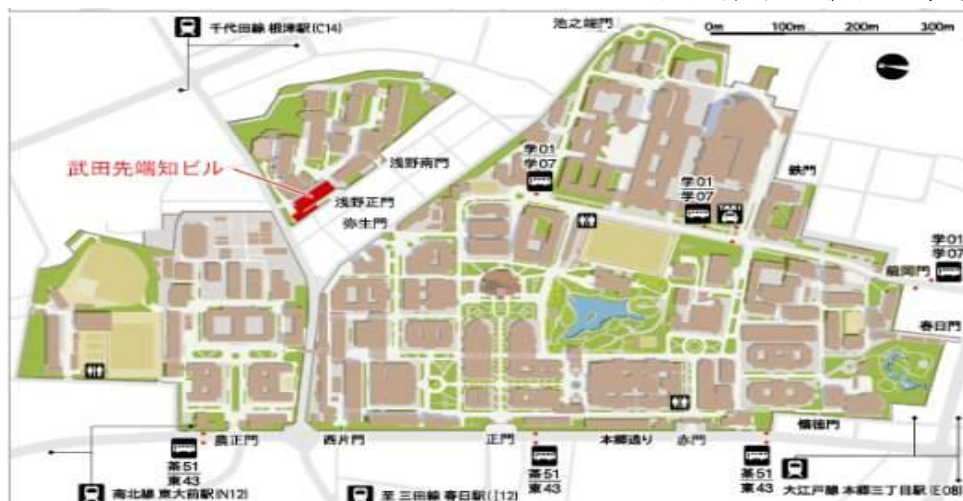 千代田線 根津駅(C14)
池之端門
0m 100m 200m 300m
武田先端知ビル
浅野南門
浅野正門
弥生門
学01
学07
学01
学07
TAXI
鉄門
学01
学07
龍岡門
春日門
農正門
西片門
正門
本郷通り
赤門
懐徳門
茶51
東43
茶51
東43
茶51
東43
南北線 東大前駅(N12)
至 三田線 春日駅(I12)
大江戸線 本郷三丁目駅(E08)